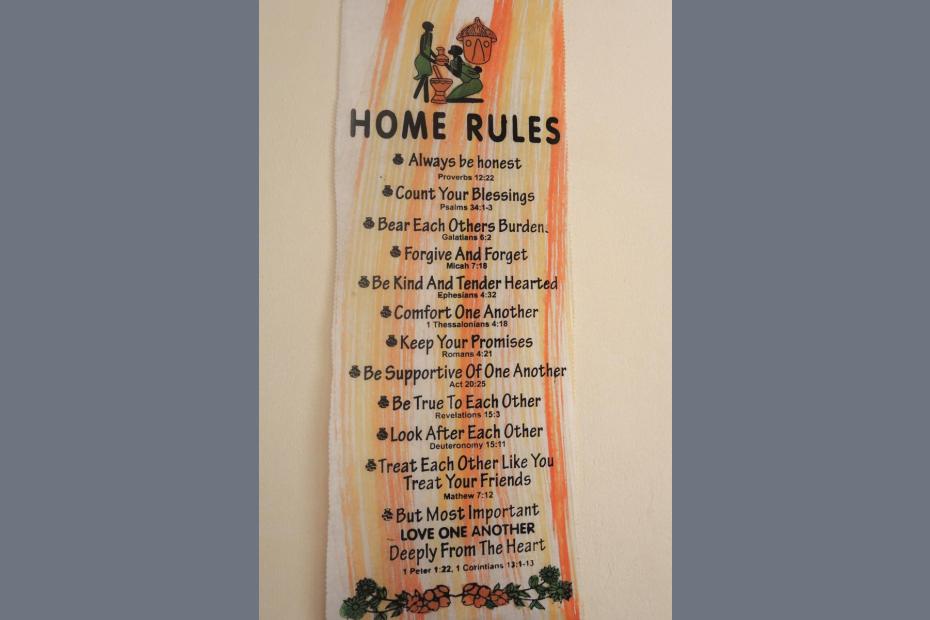 HOME RULES
Always be honest
Proverbs 12:22
Count Your Blessings
Psalms 34:1-3
Bear Each Others Burden.
Galatians 6:2
Forgive And Forget
Micah 7:18
Be Kind And Tender Hearted
Ephesians 4:32
Comfort One Another
1 Thessalonians 4:18
Keep Your Promises
Romans 4:21
Be Supportive Of One Another
Act 20:25
Be True To Each Other
Revelations 15:3
Look After Each Other
Deuteronomy 15:11
Treat Each Other Like You
Treat Your Friends
Mathew 7:12
But Most Important
LOVE ONE ANOTHER
Deeply From The Heart
1 Peter 1:22, 1 Corintians 13:1-13